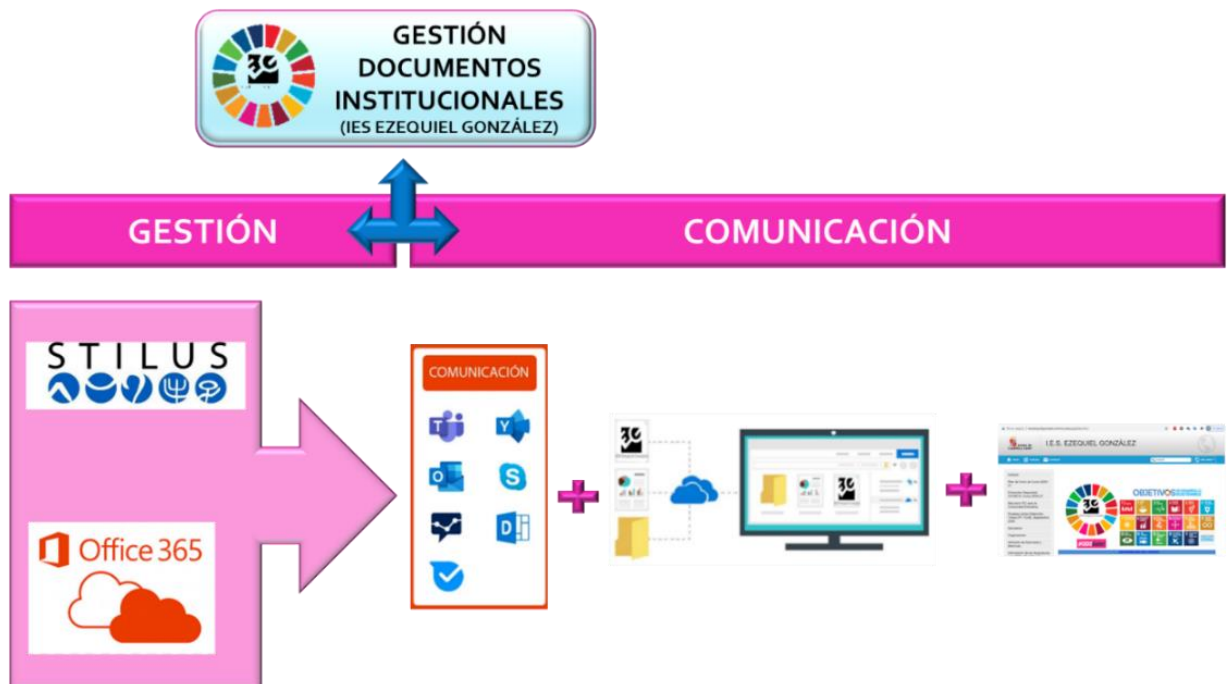 GESTIÓN
DOCUMENTOS
INSTITUCIONALES
(IES EZEQUIEL GONZÁLEZ)
GESTIÓN
COMUNICACIÓN
STILUS
Office 365
COMUNICACIÓN
I.E.S. EZEQUIEL GONZÁLEZ
OBJETIVOS